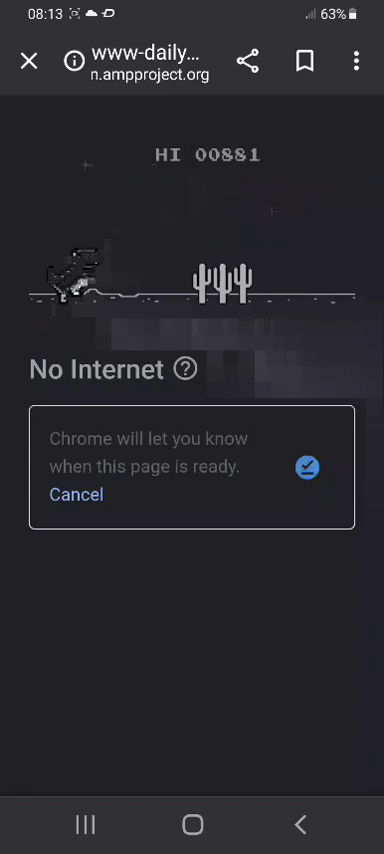 08:13
63%
www-daily...
n.ampproject.org
HI 00881
No Internet
Chrome will let you know
when this page is ready.
Cancel